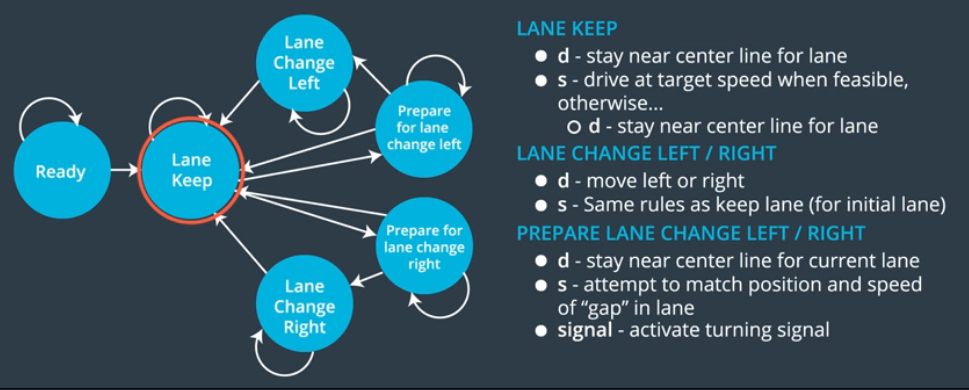 Lane
Change
Left
Prepare
for lane
change left
Ready
Lane
Keep
Prepare for
lane change
right
Lane
Change
Right
LANE KEEP
d - stay near center line for lane
s - drive at target speed when feasible,
otherwise...
d - stay near center line for lane
LANE CHANGE LEFT / RIGHT
d - move left or right
s - Same rules as keep lane (for initial lane)
PREPARE LANE CHANGE LEFT / RIGHT
d - stay near center line for current lane
s - attempt to match position and speed
of “gap” in lane
signal - activate turning signal